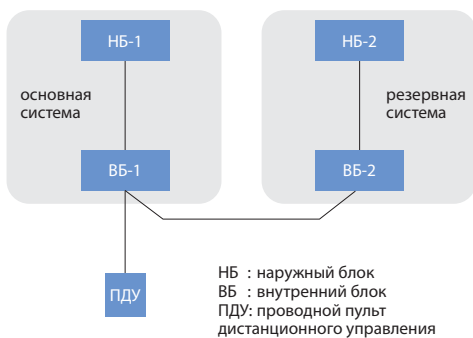 НБ-1
НБ-2
основная
система
резервная
система
ВБ-1
ВБ-2
ПДУ
НБ : наружный блок
ВБ : внутренний блок
ПДУ: проводной пульт
дистанционного управления